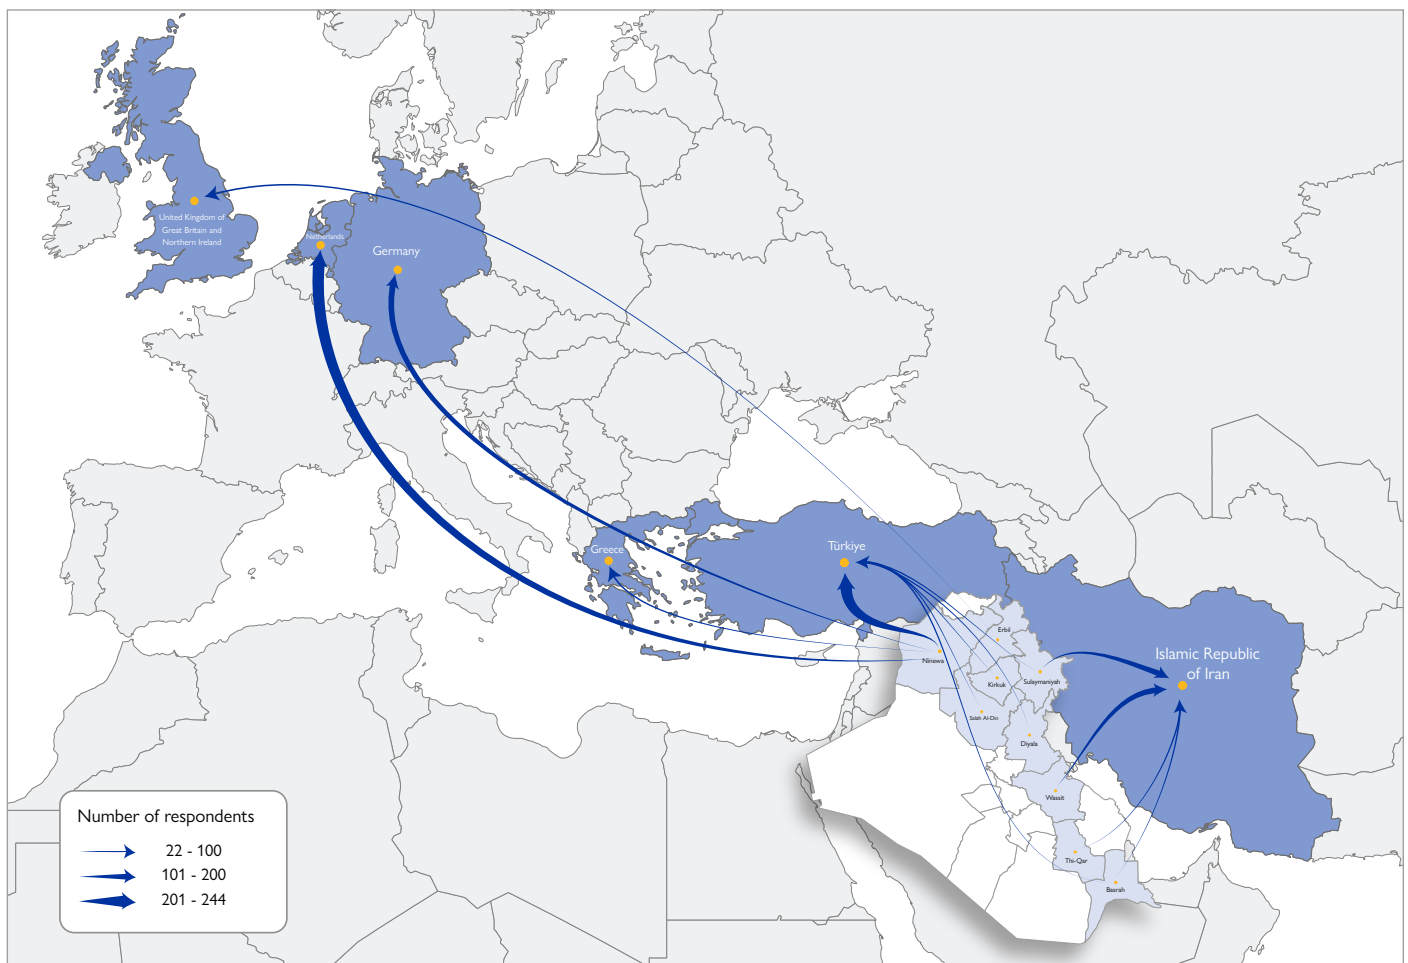 United Kingdom of
Great Britain and
Northern Ireland
Netherlands
Germany
Greece
Türkiye
Islamic Republic
of Iran
Erbil
Ninewa
Kirkuk
Sulaymaniyah
Salah Al-Din
Diyala
Wassit
Thi-Qar
Basrah
Number of respondents
22 - 100
101 - 200
201 - 244